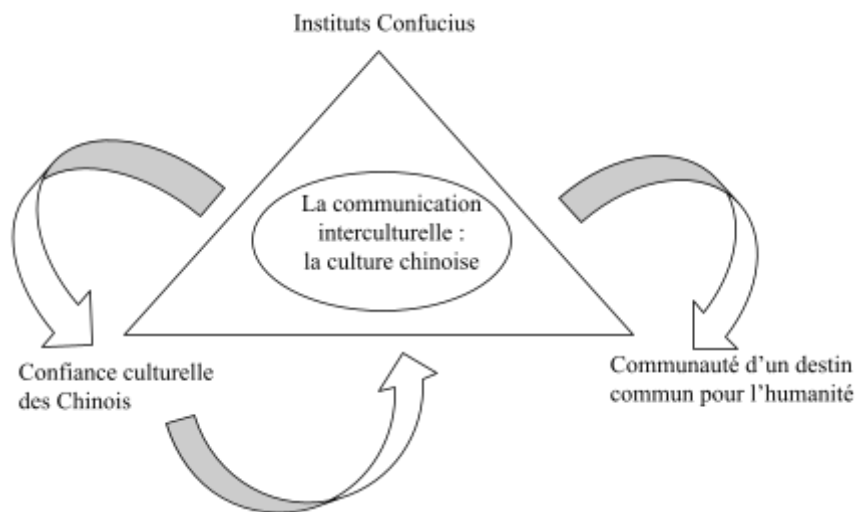 Instituts Confucius
La communication
interculturelle :
la culture chinoise
Confiance culturelle
des Chinois
Communauté d’un destin
commun pour l’humanité